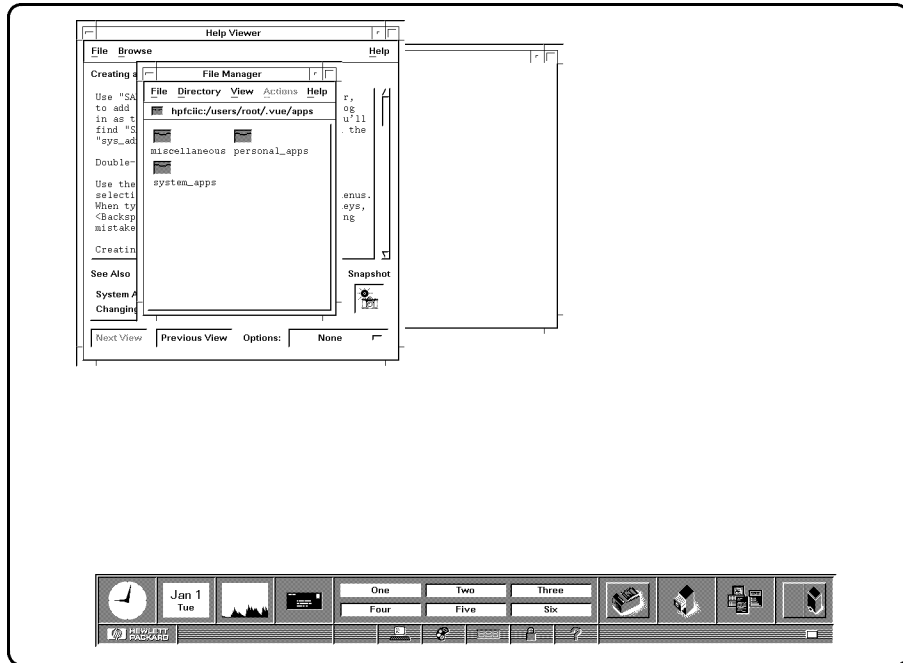 Help Viewer
File Browse Help
Creating a
Use "SA
to add
in as t
find "S
"sys_ad
r,
og
u'll
the
Double-
Use the
selecti
When ty
<Backsp
mistake
enus.
eys,
ng
Creatin
See Also
Snapshot
System A
Changing
Next View Previous View Options: None
File Manager
File Directory View Actions Help
hpfciic:/users/root/.vue/apps
miscellaneous personal_apps
system_apps
Jan 1
Tue
One Two Three
Four Five Six
hp HEWLETT
PACKARD
?